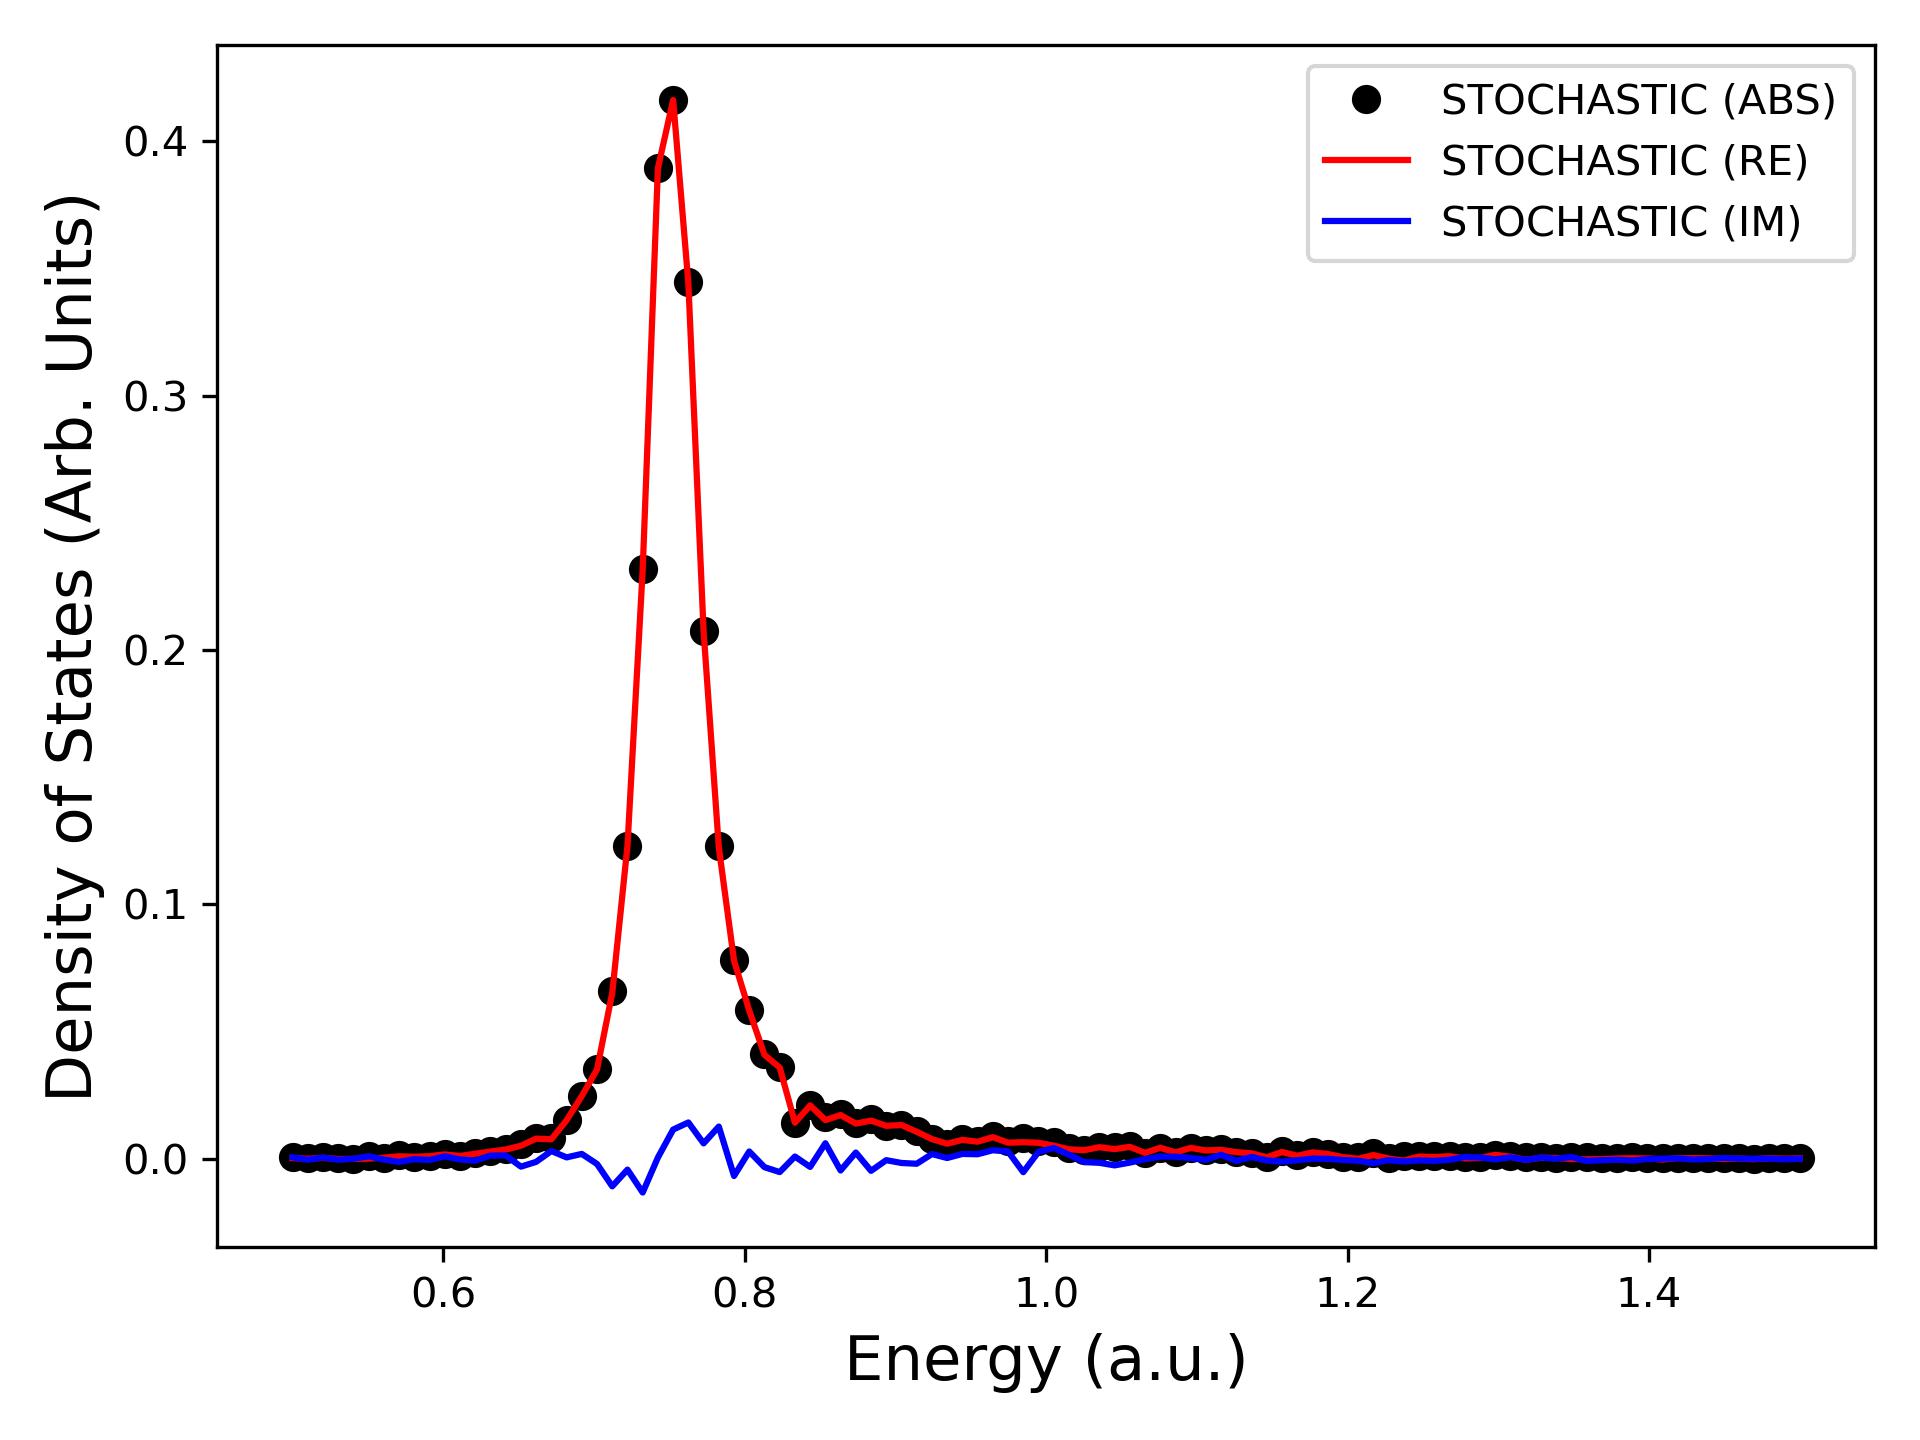 STOCHASTIC (ABS)
STOCHASTIC (RE)
STOCHASTIC (IM)
Density of States (Arb. Units)
0.4
0.3
0.2
0.1
0.0
0.6 0.8 1.0 1.2 1.4
Energy (a.u.)